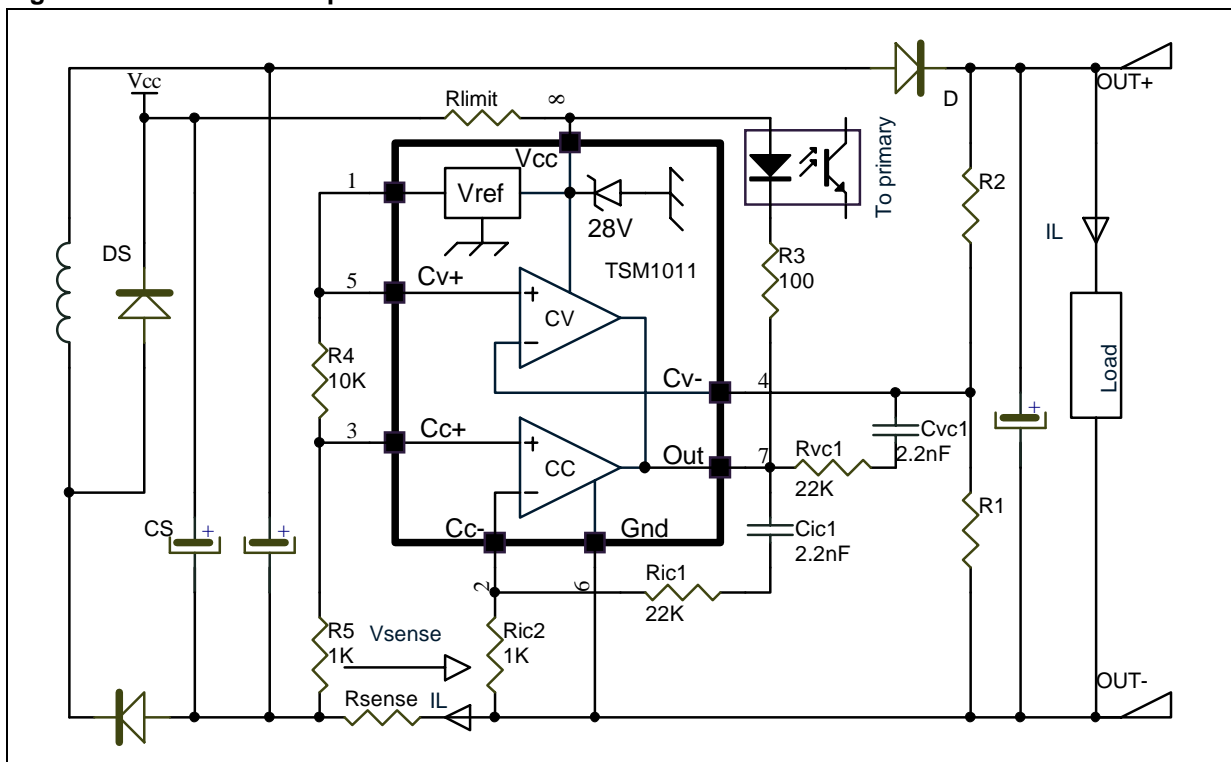 Vcc
Rlimit
8
D
OUT+
Vcc
To primary
1
Vref
28V
R2
DS
R3
100
IL
5
Cv+
TSM1011
CV
R4
10K
Cv-
4
Load
3
Cc+
Cvc1
2.2nF
CC
Out
7
Rvc1
22K
R1
CS
+
+
+
Cc-
Gnd
Cic1
2.2nF
2
6
Ric1
22K
R5
1K
Vsense
Ric2
1K
Rsense
IL
OUT-